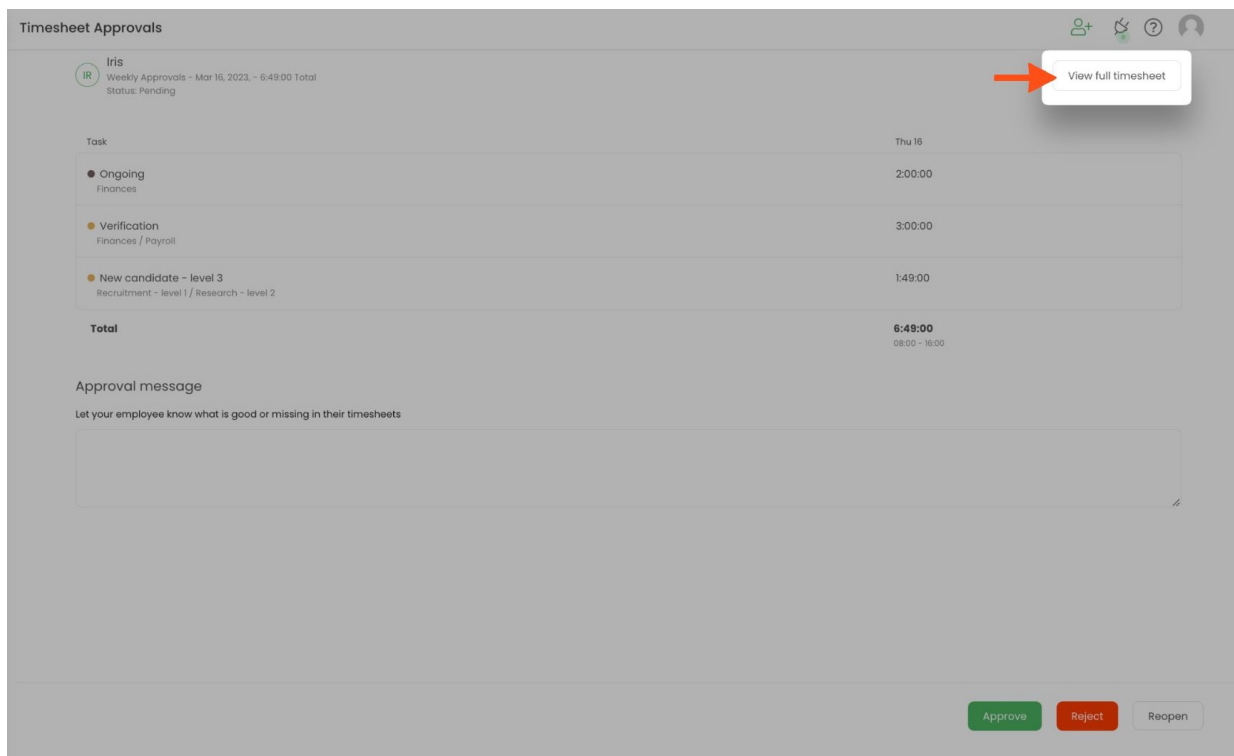 Timesheet Approvals
IR
Iris
Weekly Approvals - Mar 16, 2023, - 6:49:00 Total
Status: Pending
View full timesheet
Task Thu 16
Ongoing 2:00:00
Finances
Verification 3:00:00
Finances / Payroll
New candidate - level 3 1:49:00
Recruitment - level 1 / Research - level 2
Total 6:49:00
08:00 - 16:00
Approval message
Let your employee know what is good or missing in their timesheets
Approve Reject Reopen